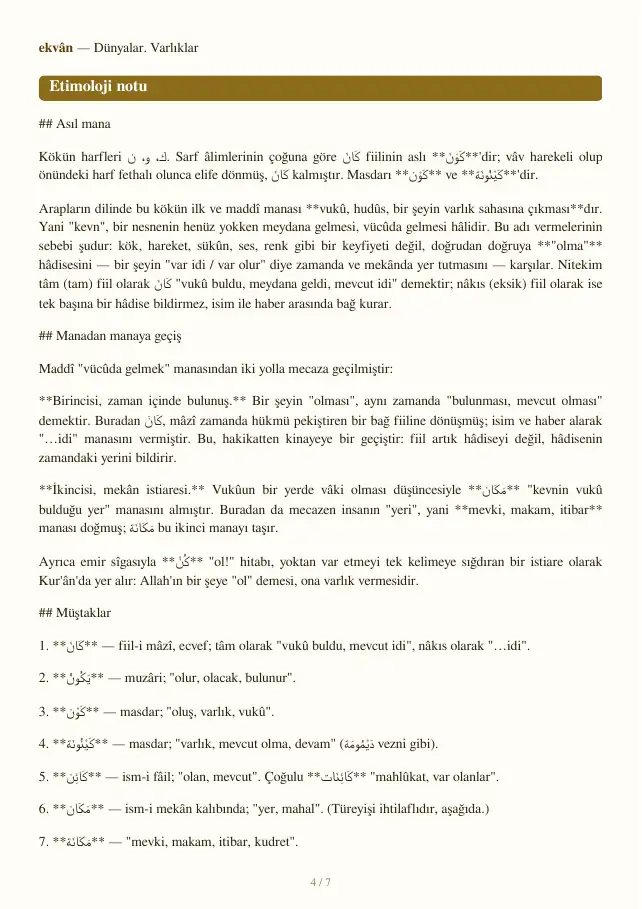 ekvân — Dünyalar. Varlıklar
Etimoloji notu
## Asıl mana
Kökün harfleri ك، و، ن. Sarf âlimlerinin çoğuna göre كَانَ fiilinin aslı **كَوَنَ**'dir; vâv harekeli olup
önündeki harf fethalı olunca elife dönmüş, كَانَ kalmıştır. Masdarı **كَوْن** ve **كَيْنُونَة**'dir.
Arapların dilinde bu kökün ilk ve maddî manası **vukû, hudûs, bir şeyin varlık sahasına çıkması**dır.
Yani "kevn", bir nesnenin henüz yokken meydana gelmesi, vücûda gelmesi hâlidir. Bu adı vermelerinin
sebebi şudur: kök, hareket, sükûn, ses, renk gibi bir keyfiyeti değil, doğrudan doğruya **"olma"**
hâdisesini — bir şeyin "var idi / var olur" diye zamanda ve mekânda yer tutmasını — karşılar. Nitekim
tâm (tam) fiil olarak كَانَ "vukû buldu, meydana geldi, mevcut idi" demektir; nâkıs (eksik) fiil olarak ise
tek başına bir hâdise bildirmez, isim ile haber arasında bağ kurar.
## Manadan manaya geçiş
Maddî "vücûda gelmek" manasından iki yolla mecaza geçilmiştir:
**Birincisi, zaman içinde bulunuş.** Bir şeyin "olması", aynı zamanda "bulunması, mevcut olması"
demektir. Buradan كَانَ, mâzî zamanda hükmü pekiştiren bir bağ fiiline dönüşmüş; isim ve haber alarak
"…idi" manasını vermiştir. Bu, hakikatten kinayeye bir geçiştir: fiil artık hâdiseyi değil, hâdisenin
zamandaki yerini bildirir.
**İkincisi, mekân istiaresi.** Vukûun bir yerde vâki olması düşüncesiyle **مَكَان** "kevnin vukû
bulduğu yer" manasını almıştır. Buradan da mecazen insanın "yeri", yani **mevki, makam, itibar**
manası doğmuş; مَكَانَة bu ikinci manayı taşır.
Ayrıca emir sîgasıyla **كُنْ** "ol!" hitabı, yoktan var etmeyi tek kelimeye sığdıran bir istiare olarak
Kur'ân'da yer alır: Allah'ın bir şeye "ol" demesi, ona varlık vermesidir.
## Müştaklar
1. **كَانَ** — fiil-i mâzî, ecvef; tâm olarak "vukû buldu, mevcut idi", nâkıs olarak "…idi".
2. **يَكُونُ** — muzâri; "olur, olacak, bulunur".
3. **كَوْن** — masdar; "oluş, varlık, vukû".
4. **كَيْنُونَة** — masdar; "varlık, mevcut olma, devam" (دَيْمُومَة vezni gibi).
5. **كَائِن** — ism-i fâil; "olan, mevcut". Çoğulu **كَائِنَات** "mahlûkat, var olanlar".
6. **مَكَان** — ism-i mekân kalıbında; "yer, mahal". (Türeyişi ihtilaflıdır, aşağıda.)
7. **مَكَانَة** — "mevki, makam, itibar, kudret".
4 / 7